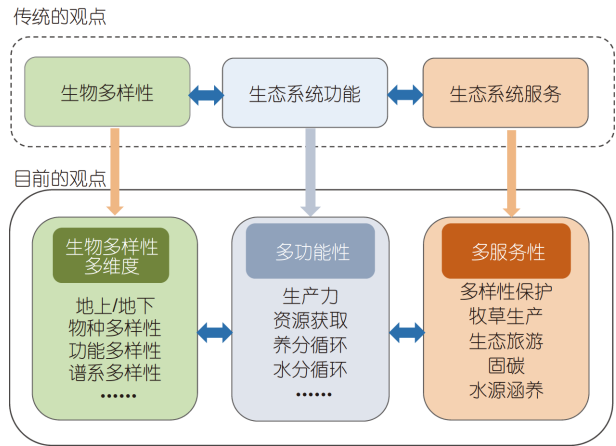 传统的观点
生物多样性
生态系统功能
生态系统服务
目前的观点
生物多样性
多维度
地上/地下
物种多样性
功能多样性
谱系多样性
……
多功能性
生产力
资源获取
养分循环
水分循环
……
多服务性
多样性保护
牧草生产
生态旅游
固碳
水源涵养